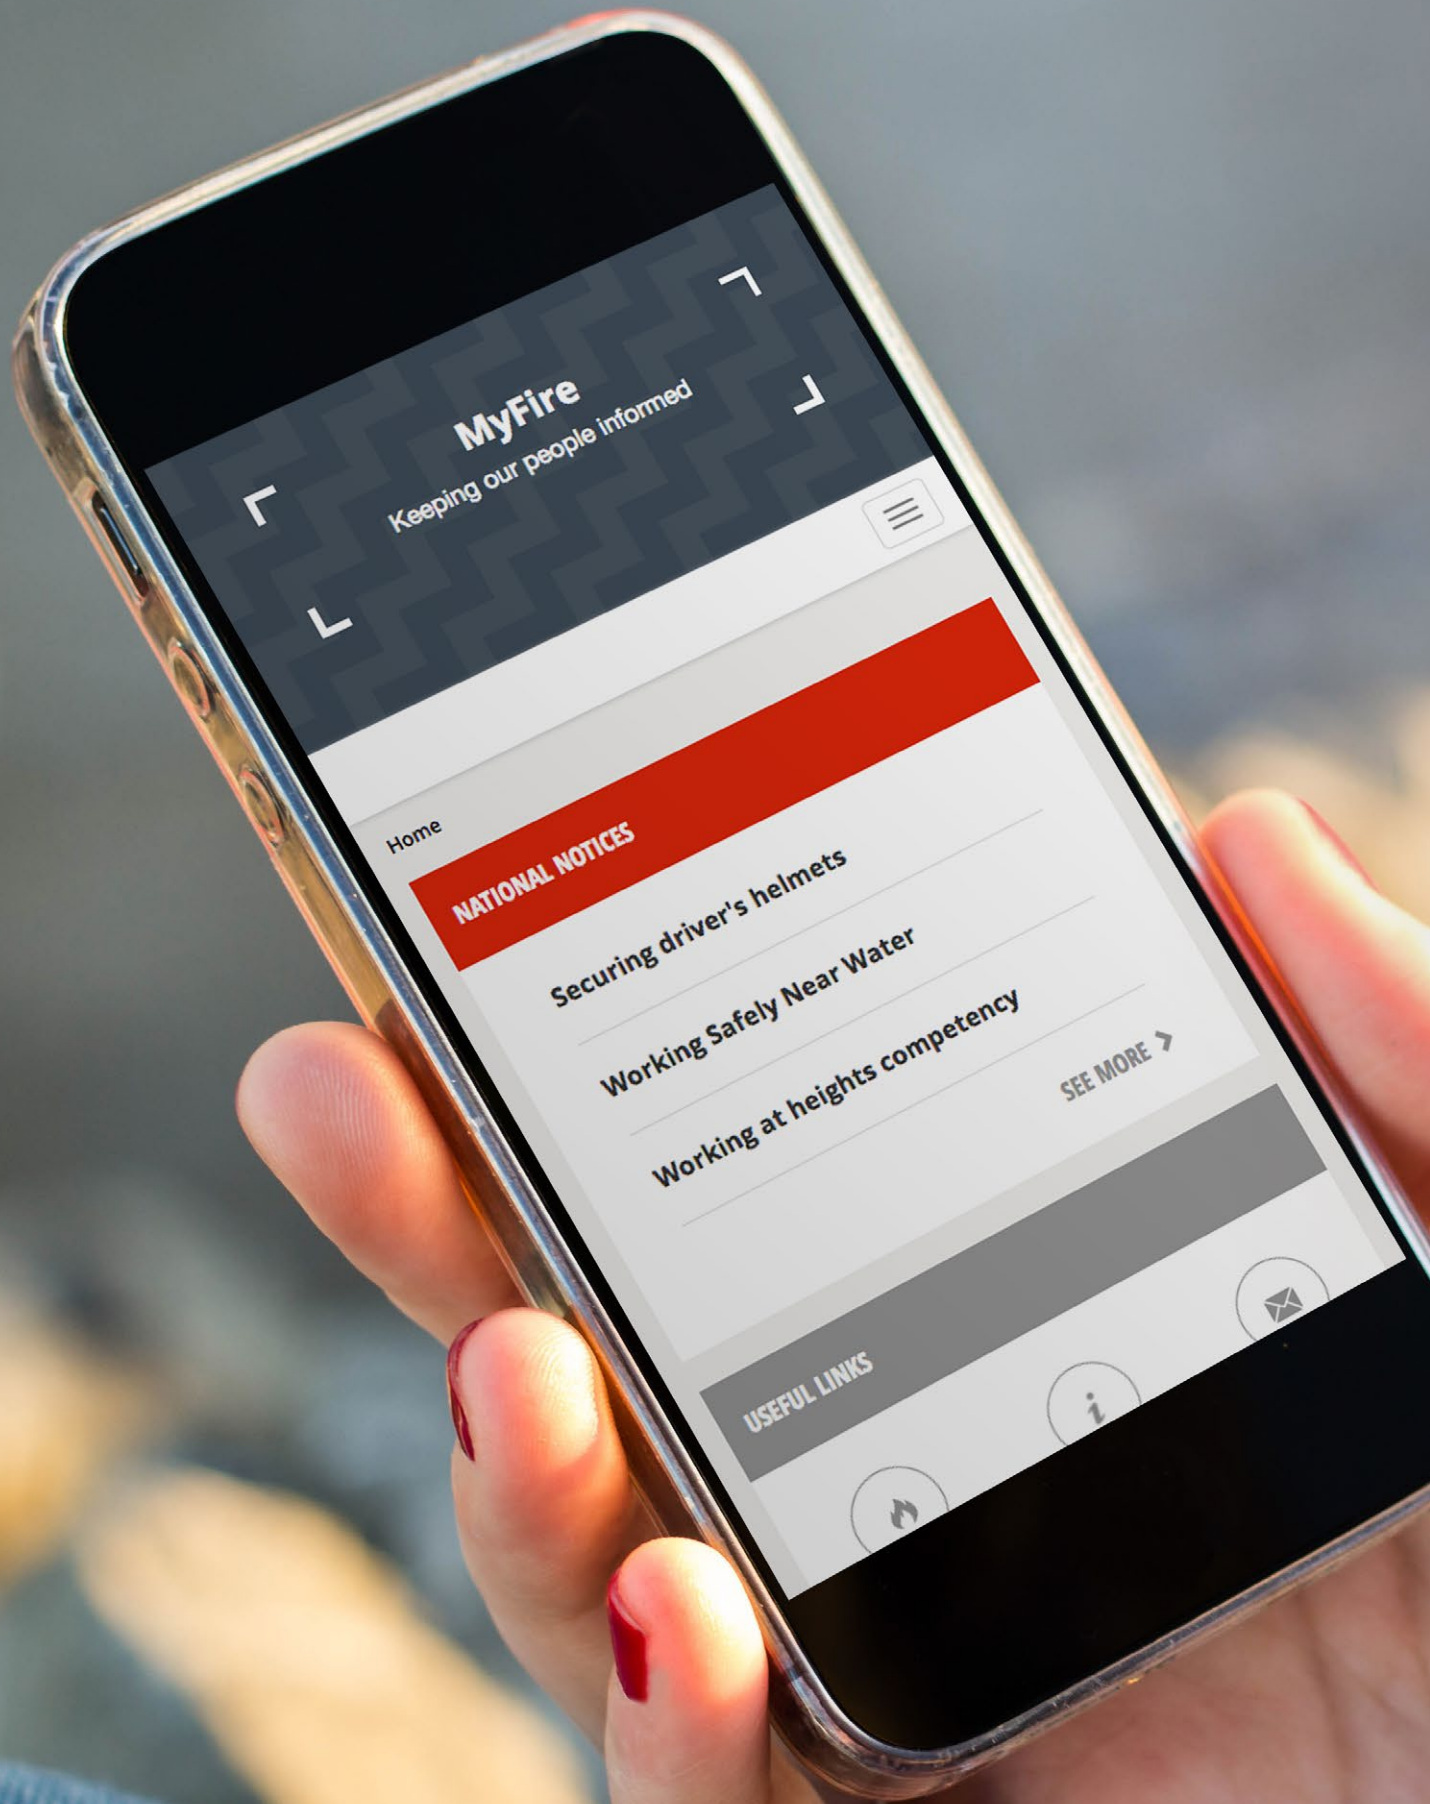 MyFire
Keeping our people informed
Home
NATIONAL NOTICES
Securing driver's helmets
Working Safely Near Water
Working at heights competency
SEE MORE
USEFUL LINKS